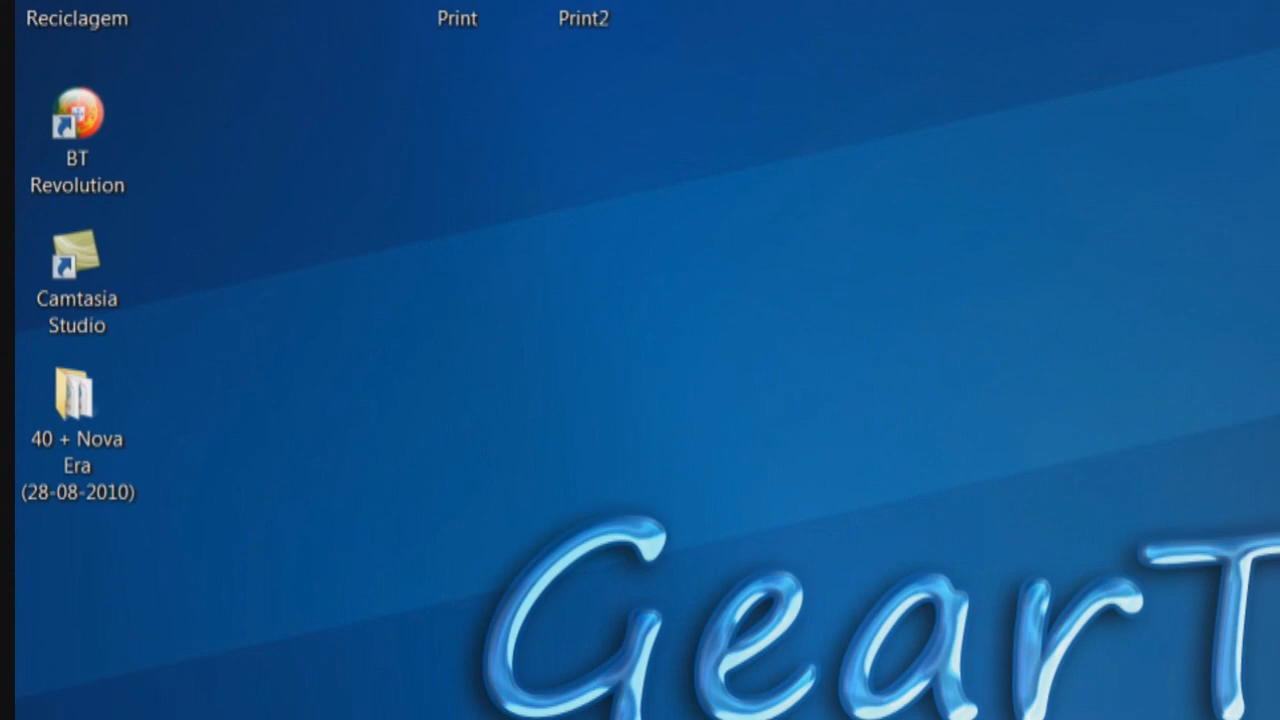 Reciclagem
Print
Print2
BT
Revolution
Camtasia
Studio
40 + Nova
Era
(28-08-2010)
GearT